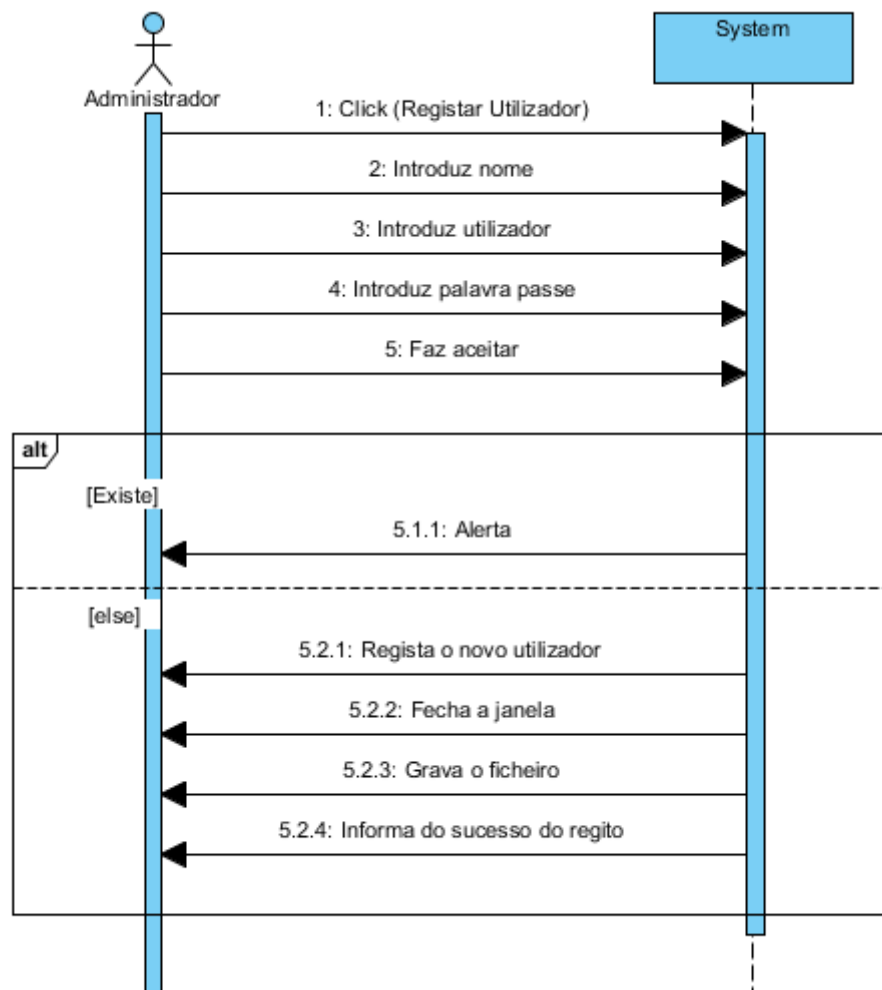 System
Administrador
1: Click (Registar Utilizador)
2: Introduz nome
3: Introduz utilizador
4: Introduz palavra passe
5: Faz aceitar
alt
[Existe]
5.1.1: Alerta
[else]
5.2.1: Regista o novo utilizador
5.2.2: Fecha a janela
5.2.3: Grava o ficheiro
5.2.4: Informa do sucesso do regito